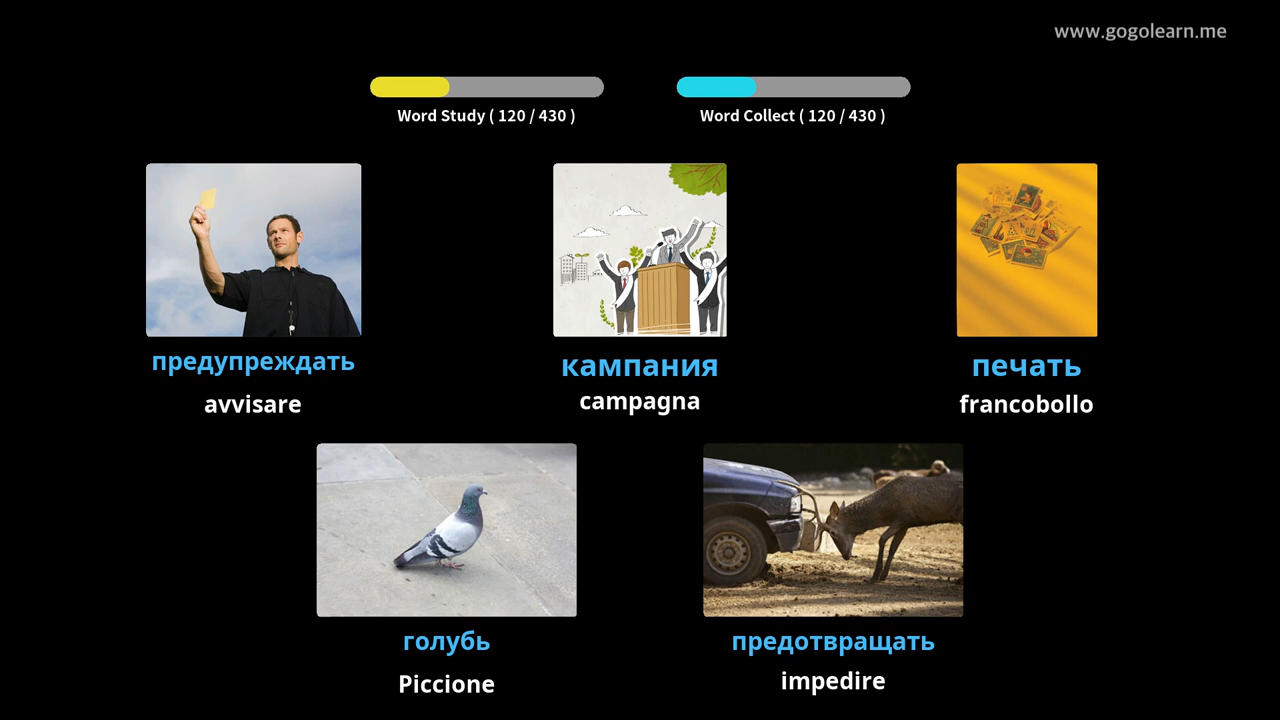 www.gogolearn.me
Word Study ( 120 / 430 )
Word Collect ( 120 / 430 )
предупреждать
avvisare
кампания
campagna
печать
francobollo
голубь
Piccione
предотвращать
impedire